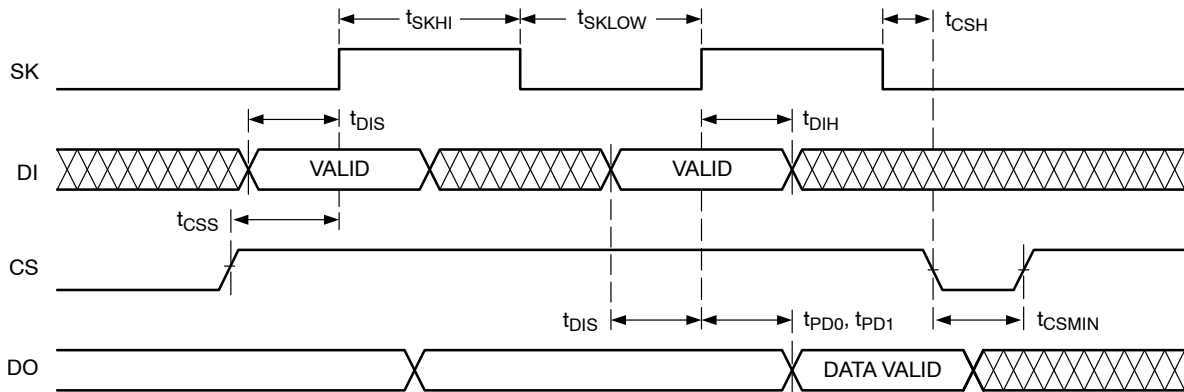 tSKHI
tSKLOW
tCSH
SK
tDIS
tDIH
DI
VALID
VALID
tCSS
CS
tDIS
tPD0, tPD1
tCSMIN
DO
DATA VALID